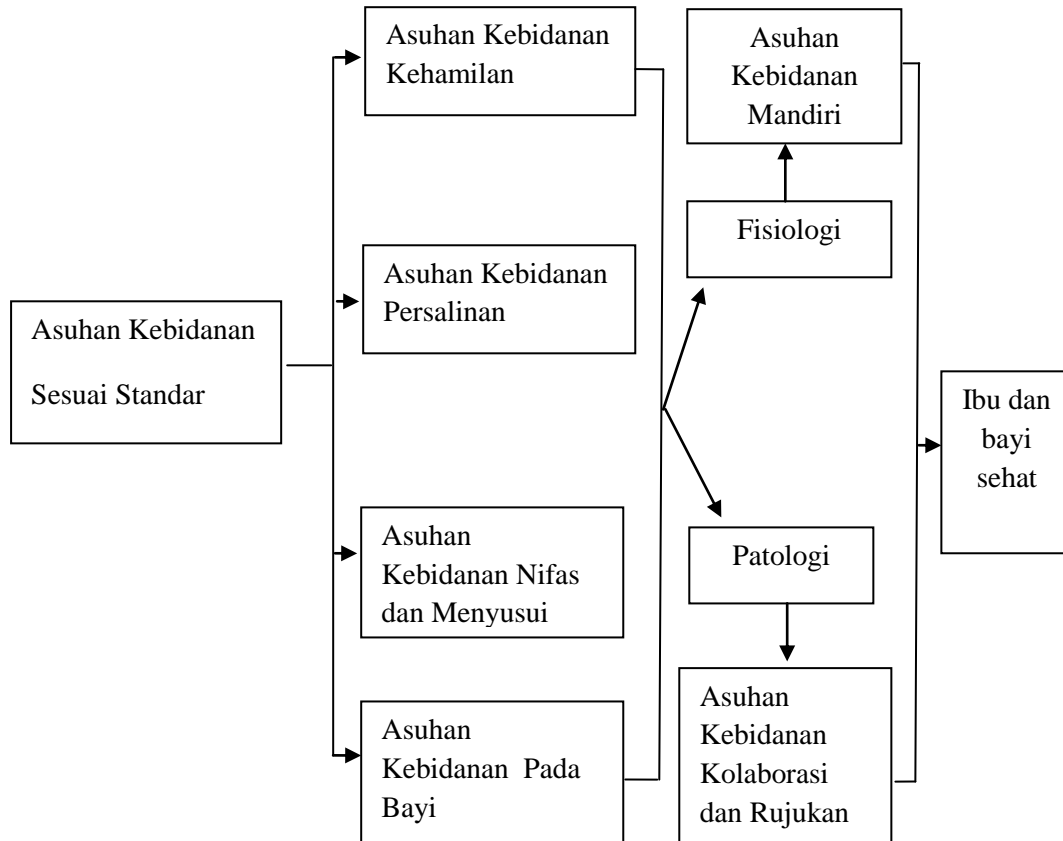 Asuhan Kebidanan
Sesuai Standar
Asuhan Kebidanan
Kehamilan
Asuhan Kebidanan
Persalinan
Asuhan
Kebidanan Nifas
dan Menyusui
Asuhan
Kebidanan Pada
Bayi
Asuhan
Kebidanan
Mandiri
Fisiologi
Patologi
Asuhan
Kebidanan
Kolaborasi
dan Rujukan
Ibu dan
bayi
sehat